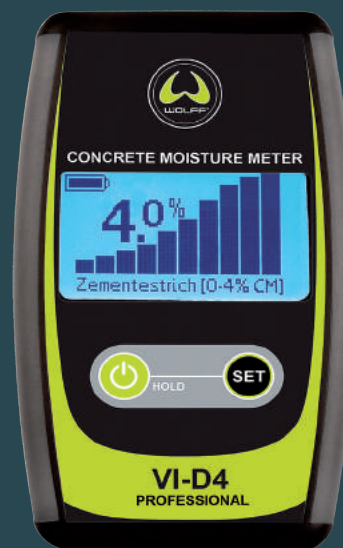 WOLFF
CONCRETE MOISTURE METER
4.0%
Zementestrich [0-4% CM]
HOLD
SET
VI-D4
PROFESSIONAL